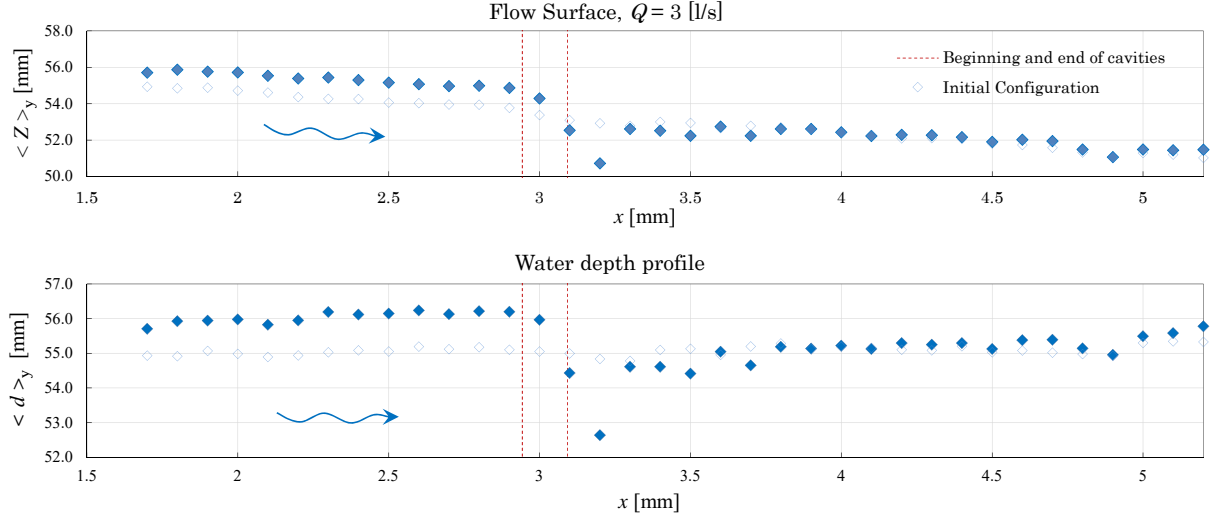 Flow Surface, Q = 3 [l/s]
58.0
56.0
54.0
52.0
50.0
< Z >y [mm]
Beginning and end of cavities
Initial Configuration
1.5 2 2.5 3 3.5 4 4.5 5
x [mm]
Water depth profile
57.0
56.0
55.0
54.0
53.0
52.0
< d >y [mm]
1.5 2 2.5 3 3.5 4 4.5 5
x [mm]